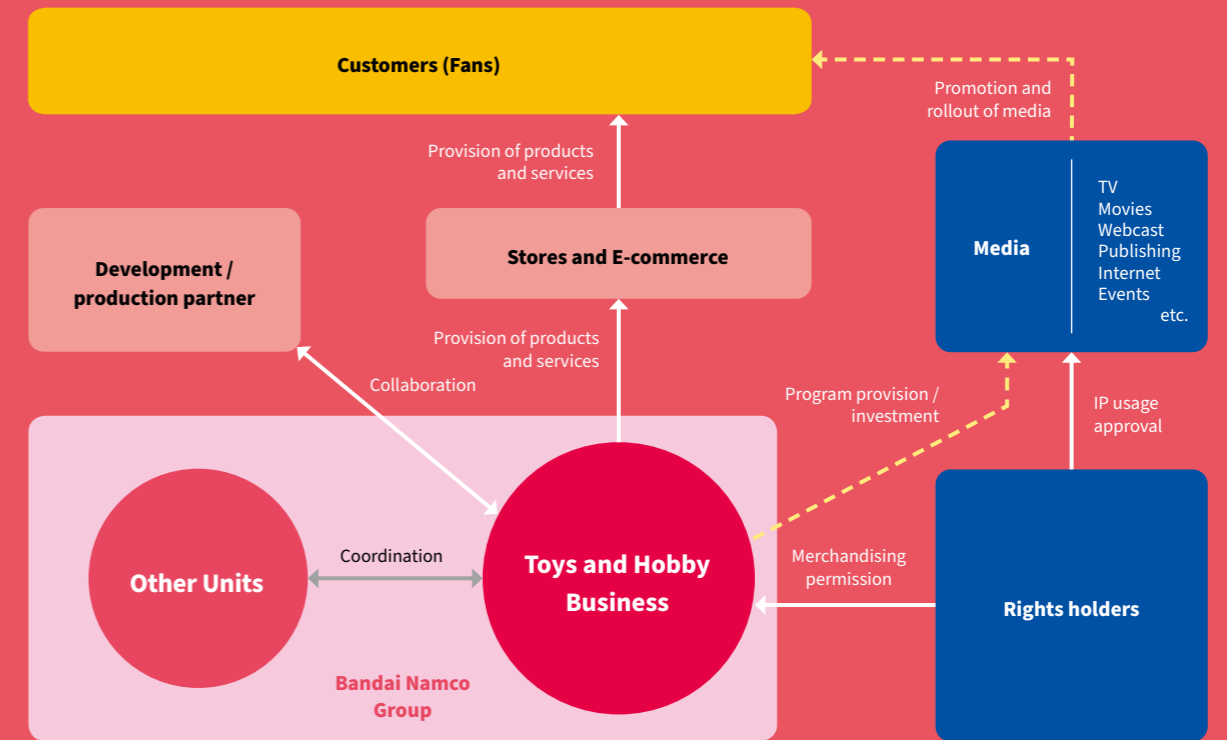 Customers (Fans)
Promotion and
rollout of media
Provision of products
and services
TV
Movies
Webcast
Publishing
Internet
Events
etc.
Media
Development /
production partner
Stores and E-commerce
Provision of products
and services
Collaboration
Program provision /
investment
IP usage
approval
Coordination
Other Units
Toys and Hobby
Business
Merchandising
permission
Rights holders
Bandai Namco
Group